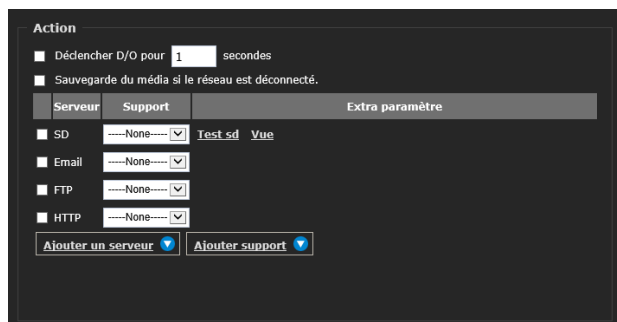 Action
Déclencher D/O pour 1 secondes
Sauvegarde du média si le réseau est déconnecté.
Serveur Support Extra paramètre
SD -----None----- Test sd Vue
Email -----None-----
FTP -----None-----
HTTP -----None-----
Ajouter un serveur Ajouter support